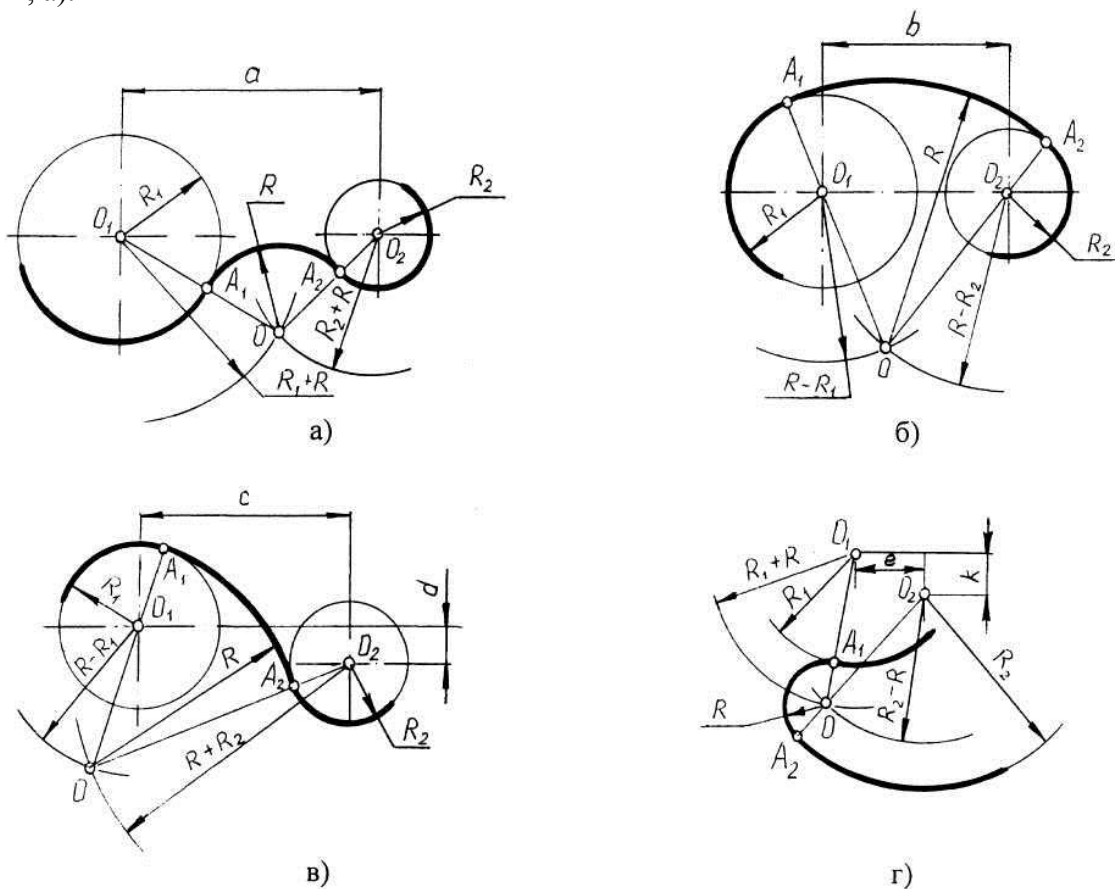 , а).
a
R₁
O₁
R
R₂
O₂
A₁
A₂
O
R₂+R
R₁+R
а)
b
A₁
A₂
R
O₁
O₂
R₁
R₂
R–R₂
O
R–R₁
б)
c
A₁
R₁
O₁
d
R–R₁
R
O₂
A₂
R+R₂
R₂
O
в)
O₁
e
k
R₁+R
R₁
O₂
A₁
R₂
R₂–R
R
O
A₂
г)